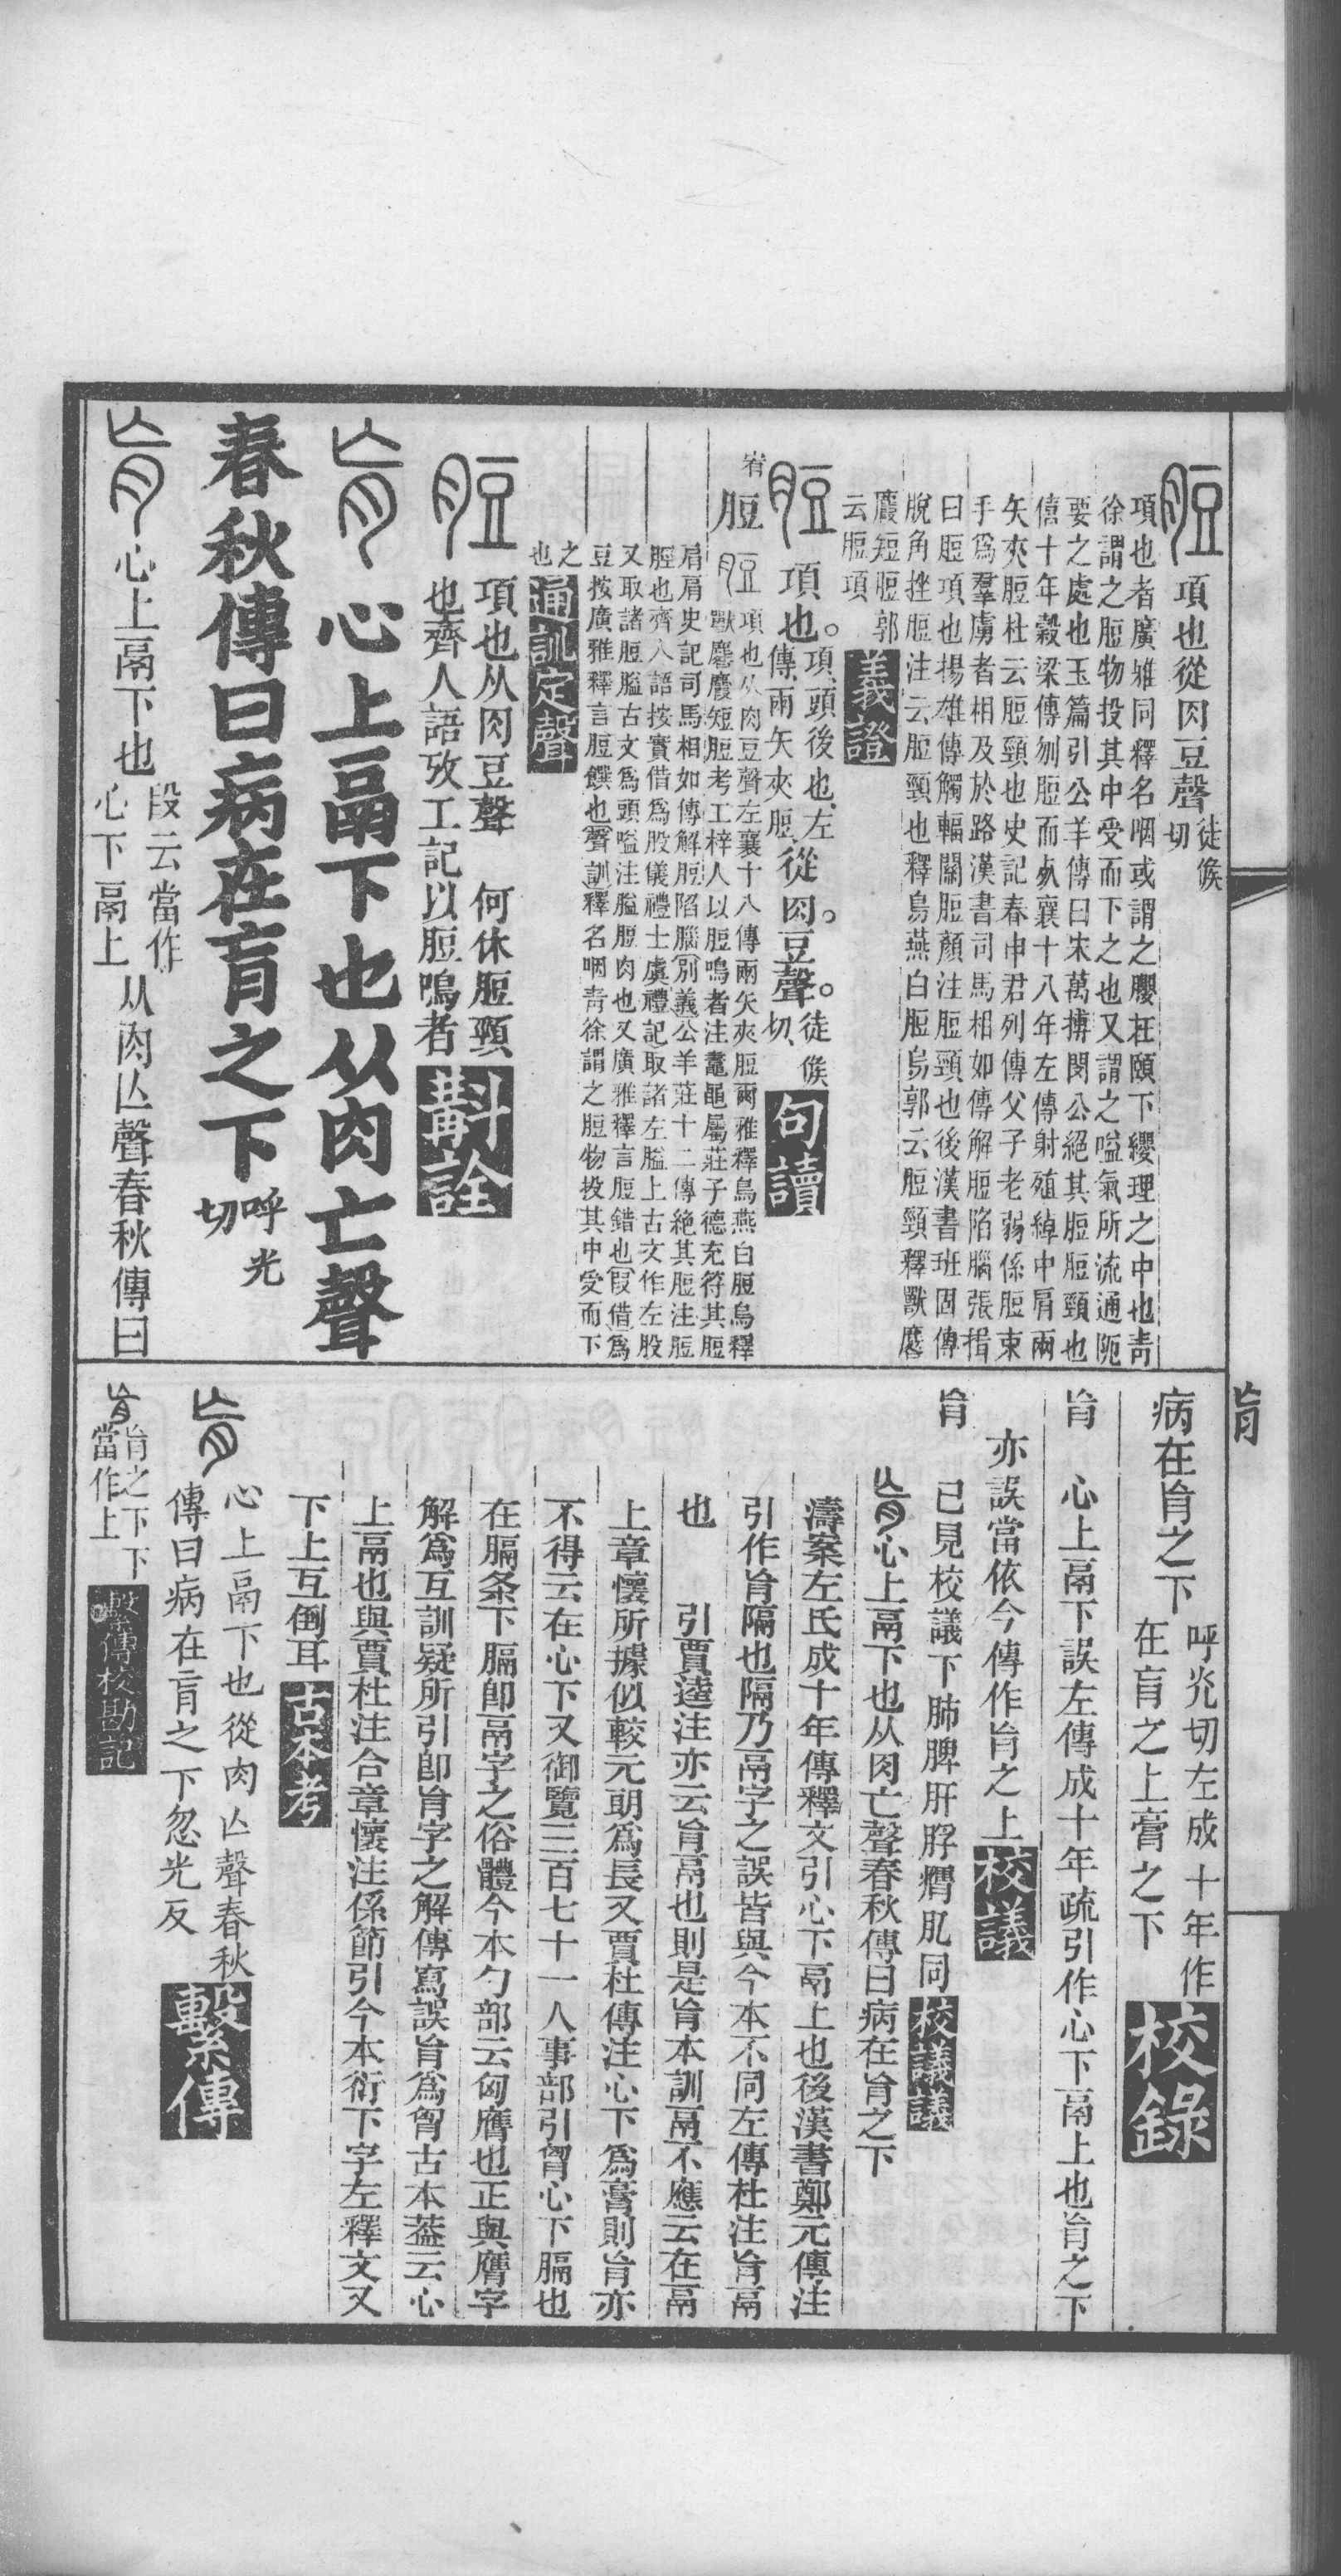 脰 項也從肉豆聲徒候切
項也者廣雅同釋名咽或謂之膺在頤下纓理之中也靑
徐謂之脰物投其中受而下之也又謂之嗌氣所流通阨
要之處也玉篇引公羊傳曰宋萬搏閔公絕其脰脰頸也
僖十年穀梁傳刎脰而死襄十八年左傳射殖綽中肩兩
矢夾脰杜云脰頸也史記春申君列傳父子老弱係脰束
手爲羣虜者相及於路漢書司馬相如傳解脰陷腦張揖
曰脰項也揚雄傳觸輻關脰顏注脰頸也後漢書班固傳
脫角挫脰注云脰頸也釋鳥燕白脰烏郭云脰頸釋獸麐
麚短脰郭
云脰項 義證
脰 項也。項、頭後也、左
傳、兩矢夾脰、從肉。豆聲。徒候切、句讀
脰 脰 項也从肉豆聲左襄十八傳兩矢夾脰爾雅釋鳥燕白脰烏釋
獸麐麚短脰考工梓人以脰鳴者注鼃黽屬莊子德充符其脰
肩肩史記司馬相如傳解脰陷腦(別義)公羊莊十二傳絕其脰注脰
脛也齊人語按實借爲股儀禮士虞禮記取諸左膉上古文作左股
又取諸脰膉古文爲頭嗌注膉脰肉也又廣雅釋言脰錯也(叚借)爲
豆按廣雅釋言脰饌也(聲訓)釋名咽靑徐謂之脰物投其中受而下
之
也 通訓定聲
脰 項也从肉豆聲 何休脰頸
也齊人語攷工記以脰鳴者 斠詮
肓 心上鬲下也从肉亡聲
春秋傳曰病在肓之下呼光切
肓 心上鬲下也段云當作心下鬲上从肉亾聲春秋傳曰
肓
病在肓之下呼光切左成十年作在肓之上膏之下 校錄
肓 心上鬲下誤左傳成十年疏引作心下鬲上也肓之下
亦誤當依今傳作肓之上 校議
肓 已見校議下肺脾肝脬膟肍同 校議議
肓心上鬲下也从肉亡聲春秋傳曰病在肓之下
濤案左氏成十年傳釋文引心下鬲上也後漢書鄭元傳注
引作肓隔也隔乃鬲字之誤皆與今本不同左傳杜注肓鬲
也 引賈逵注亦云肓鬲也則是肓本訓鬲不應云在鬲
上章懷所據似較元朗爲長又賈杜傳注心下爲膏則肓亦
不得云在心下又御覽三百七十一人事部引胷心下膈也
在膈条下膈卽鬲字之俗體今本勹部云匈膺也正與膺字
解爲互訓疑所引卽肓字之解傳寫誤肓爲胷古本葢云心
上鬲也與賈杜注合章懷注係節引今本衍下字左釋文又
下上互倒耳 古本考
肓 心上鬲下也從肉亾聲春秋
傳曰病在肓之下忽光反 繫傳
肓 肓之下下
當作上 繫傳校勘記